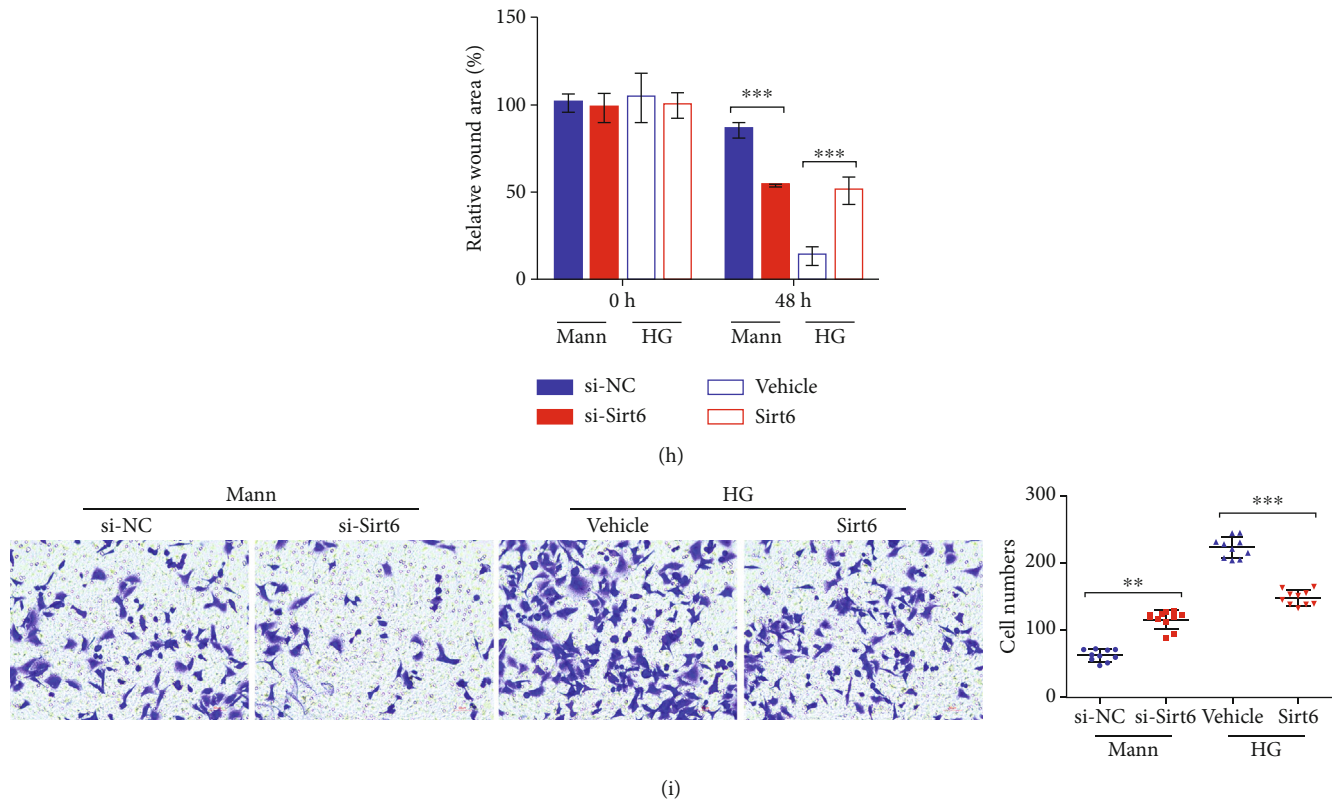 150
100
50
0
Relative wound area (%)
***
***
0 h
48 h
Mann
HG
Mann
HG
si-NC
Vehicle
si-Sirt6
Sirt6
(h)
Mann
HG
si-NC
si-Sirt6
Vehicle
Sirt6
300
200
100
0
Cell numbers
**
***
si-NC
si-Sirt6
Vehicle
Sirt6
Mann
HG
(i)